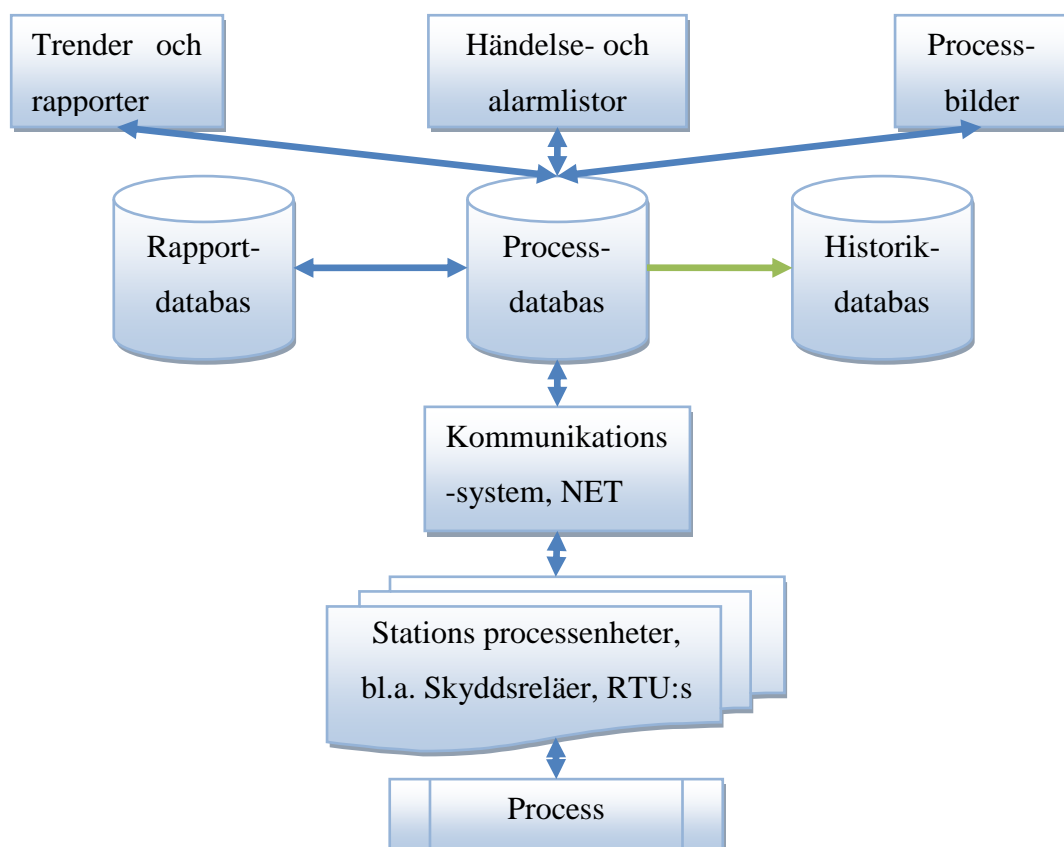 Trender och
rapporter
Händelse- och
alarmlistor
Process-
bilder
Rapport-
databas
Process-
databas
Historik-
databas
Kommunikations
-system, NET
Stations processenheter,
bl.a. Skyddsreläer, RTU:s
Process